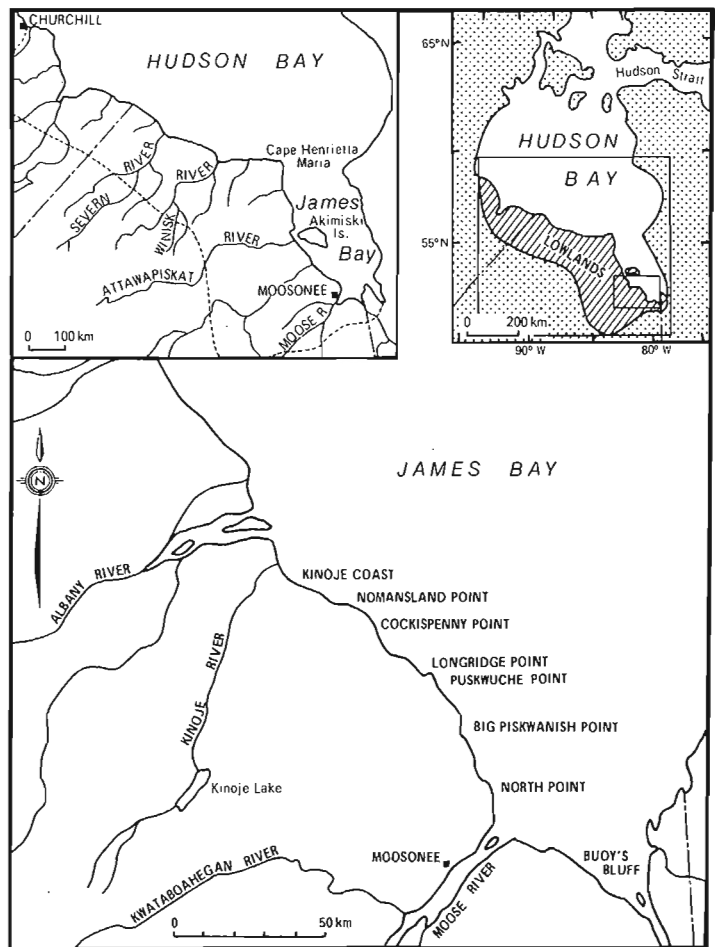 CHURCHILL
HUDSON BAY
Cape Henrietta
Maria
SEVERN
RIVER
WINISK
RIVER
James
Akimiski
Is.
Bay
ATTAWAPISKAT
RIVER
MOOSONEE
MOOSE R.
0 100 km
65°N
Hudson Strait
HUDSON
BAY
55°N
LOWLANDS
0 200 km
90° W
80° W
JAMES BAY
N
ALBANY RIVER
KINOJE COAST
NOMANSLAND POINT
COCKISPENNY POINT
KINOJE RIVER
LONGRIDGE POINT
PUSKWUCHE POINT
BIG PISKWANISH POINT
Kinoje Lake
NORTH POINT
MOOSONEE
BUOY'S
BLUFF
KWATABOAHEGAN RIVER
MOOSE RIVER
0 50 km